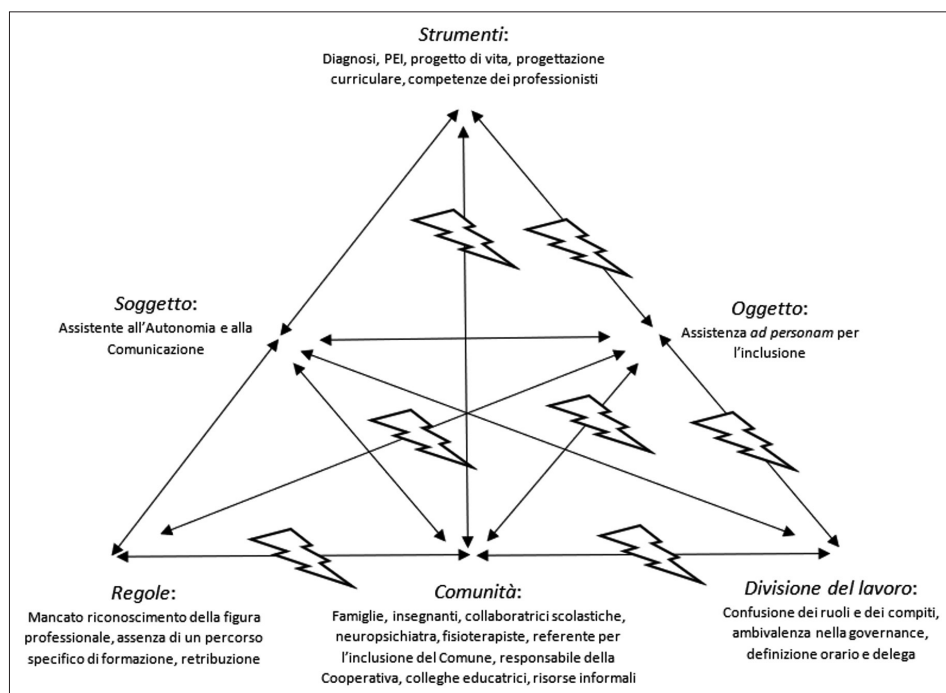 Strumenti:
Diagnosi, PEI, progetto di vita, progettazione
curriculare, competenze dei professionisti
Soggetto:
Assistente all'Autonomia e alla
Comunicazione
Oggetto:
Assistenza ad personam per
l'inclusione
Regole:
Mancato riconoscimento della figura
professionale, assenza di un percorso
specifico di formazione, retribuzione
Comunità:
Famiglie, insegnanti, collaboratrici scolastiche,
neuropsichiatra, fisioterapiste, referente per
l'inclusione del Comune, responsabile della
Cooperativa, colleghe educatrici, risorse informali
Divisione del lavoro:
Confusione dei ruoli e dei compiti,
ambivalenza nella governance,
definizione orario e delega